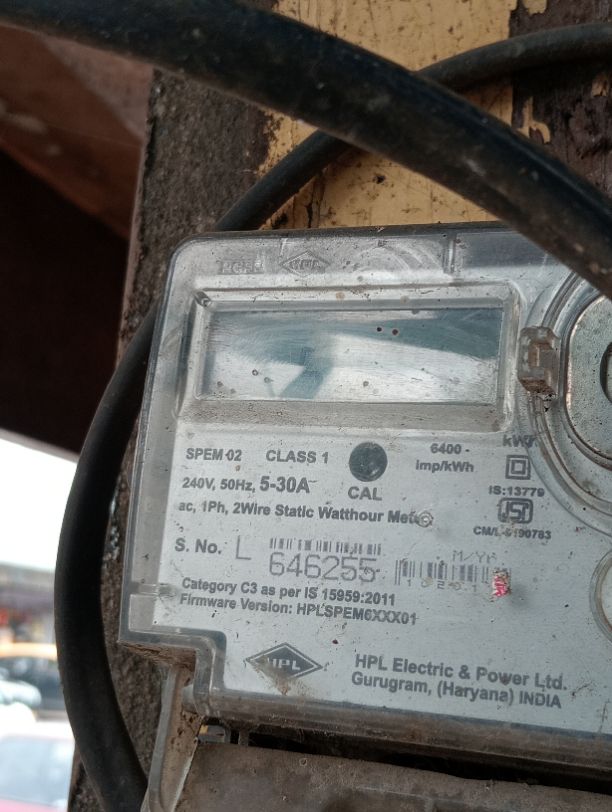 SPEM 02 CLASS 1 6400 imp/kWh
kWh
240V, 50Hz, 5-30A CAL
IS:13779
ac, 1Ph, 2Wire Static Watthour Meter
CM/L-
S. No. L 646255
M/YR
Category C3 as per IS 15959:2011
Firmware Version: HPLSPEM6XXX01
HPL
HPL Electric & Power Ltd.
Gurugram, (Haryana) INDIA